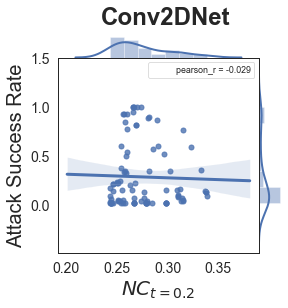 Conv2DNet
pearson_r = -0.029
Attack Success Rate
1.5
1.0
0.5
0.0
0.20 0.25 0.30 0.35
NC_{t=0.2}